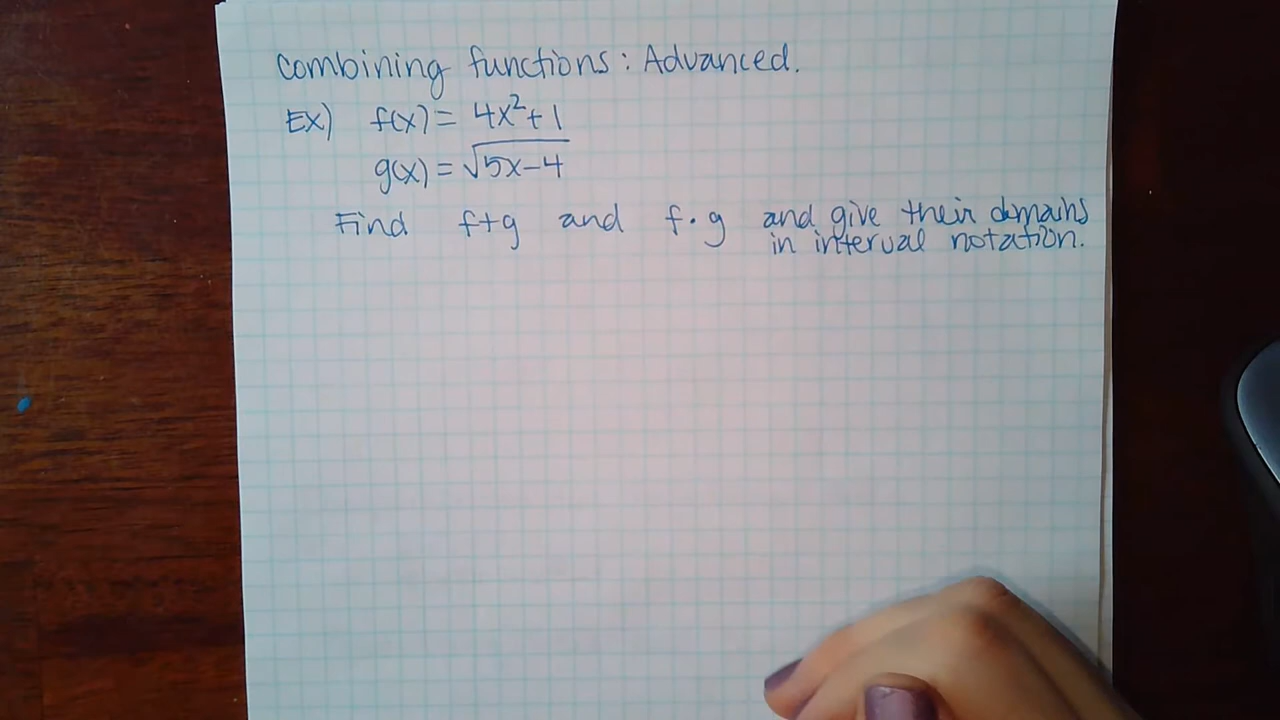 Combining functions: Advanced.
Ex) f(x) = 4x²+1
g(x) = √5x-4
Find f+g and f·g and give their domains
in interval notation.